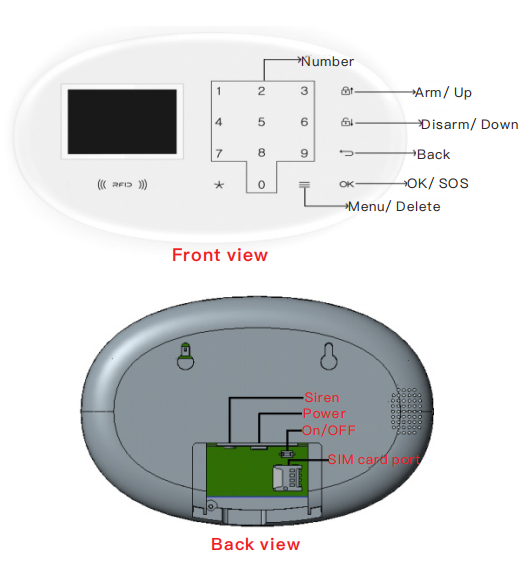 Number
1 2 3
Arm/ Up
4 5 6
Disarm/ Down
7 8 9
Back
((( RFID )))
* 0 OK
OK/ SOS
Menu/ Delete
Front view
Siren
Power
On/OFF
SIM card port
Back view